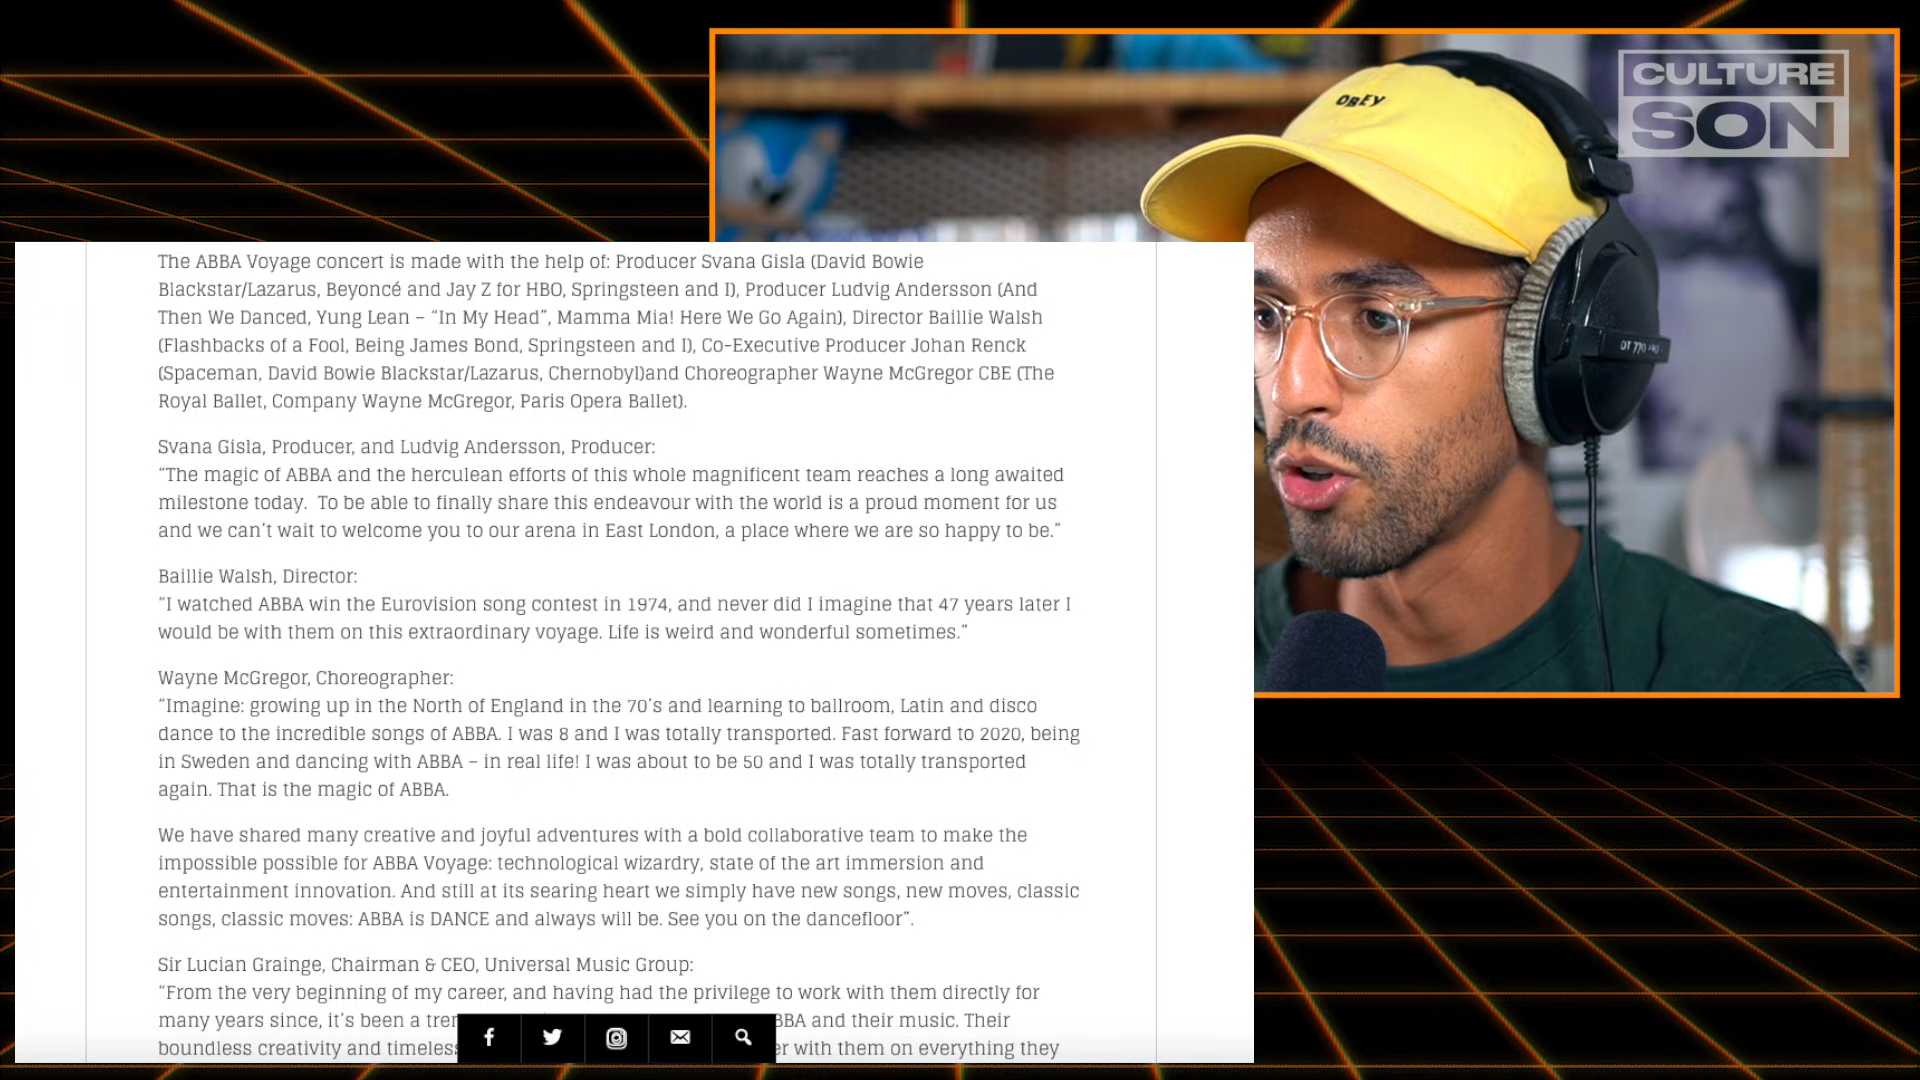 CULTURE
SON
OBEY
DT 770 PRO
The ABBA Voyage concert is made with the help of: Producer Svana Gisla (David Bowie
Blackstar/Lazarus, Beyoncé and Jay Z for HBO, Springsteen and I), Producer Ludvig Andersson (And
Then We Danced, Yung Lean – “In My Head”, Mamma Mia! Here We Go Again), Director Baillie Walsh
(Flashbacks of a Fool, Being James Bond, Springsteen and I), Co-Executive Producer Johan Renck
(Spaceman, David Bowie Blackstar/Lazarus, Chernobyl)and Choreographer Wayne McGregor CBE (The
Royal Ballet, Company Wayne McGregor, Paris Opera Ballet).
Svana Gisla, Producer, and Ludvig Andersson, Producer:
“The magic of ABBA and the herculean efforts of this whole magnificent team reaches a long awaited
milestone today.  To be able to finally share this endeavour with the world is a proud moment for us
and we can’t wait to welcome you to our arena in East London, a place where we are so happy to be.”
Baillie Walsh, Director:
“I watched ABBA win the Eurovision song contest in 1974, and never did I imagine that 47 years later I
would be with them on this extraordinary voyage. Life is weird and wonderful sometimes.”
Wayne McGregor, Choreographer:
“Imagine: growing up in the North of England in the 70’s and learning to ballroom, Latin and disco
dance to the incredible songs of ABBA. I was 8 and I was totally transported. Fast forward to 2020, being
in Sweden and dancing with ABBA – in real life! I was about to be 50 and I was totally transported
again. That is the magic of ABBA.
We have shared many creative and joyful adventures with a bold collaborative team to make the
impossible possible for ABBA Voyage: technological wizardry, state of the art immersion and
entertainment innovation. And still at its searing heart we simply have new songs, new moves, classic
songs, classic moves: ABBA is DANCE and always will be. See you on the dancefloor”.
Sir Lucian Grainge, Chairman & CEO, Universal Music Group:
“From the very beginning of my career, and having had the privilege to work with them directly for
many years since, it’s been a tre BBA and their music. Their
boundless creativity and timeles with them on everything they